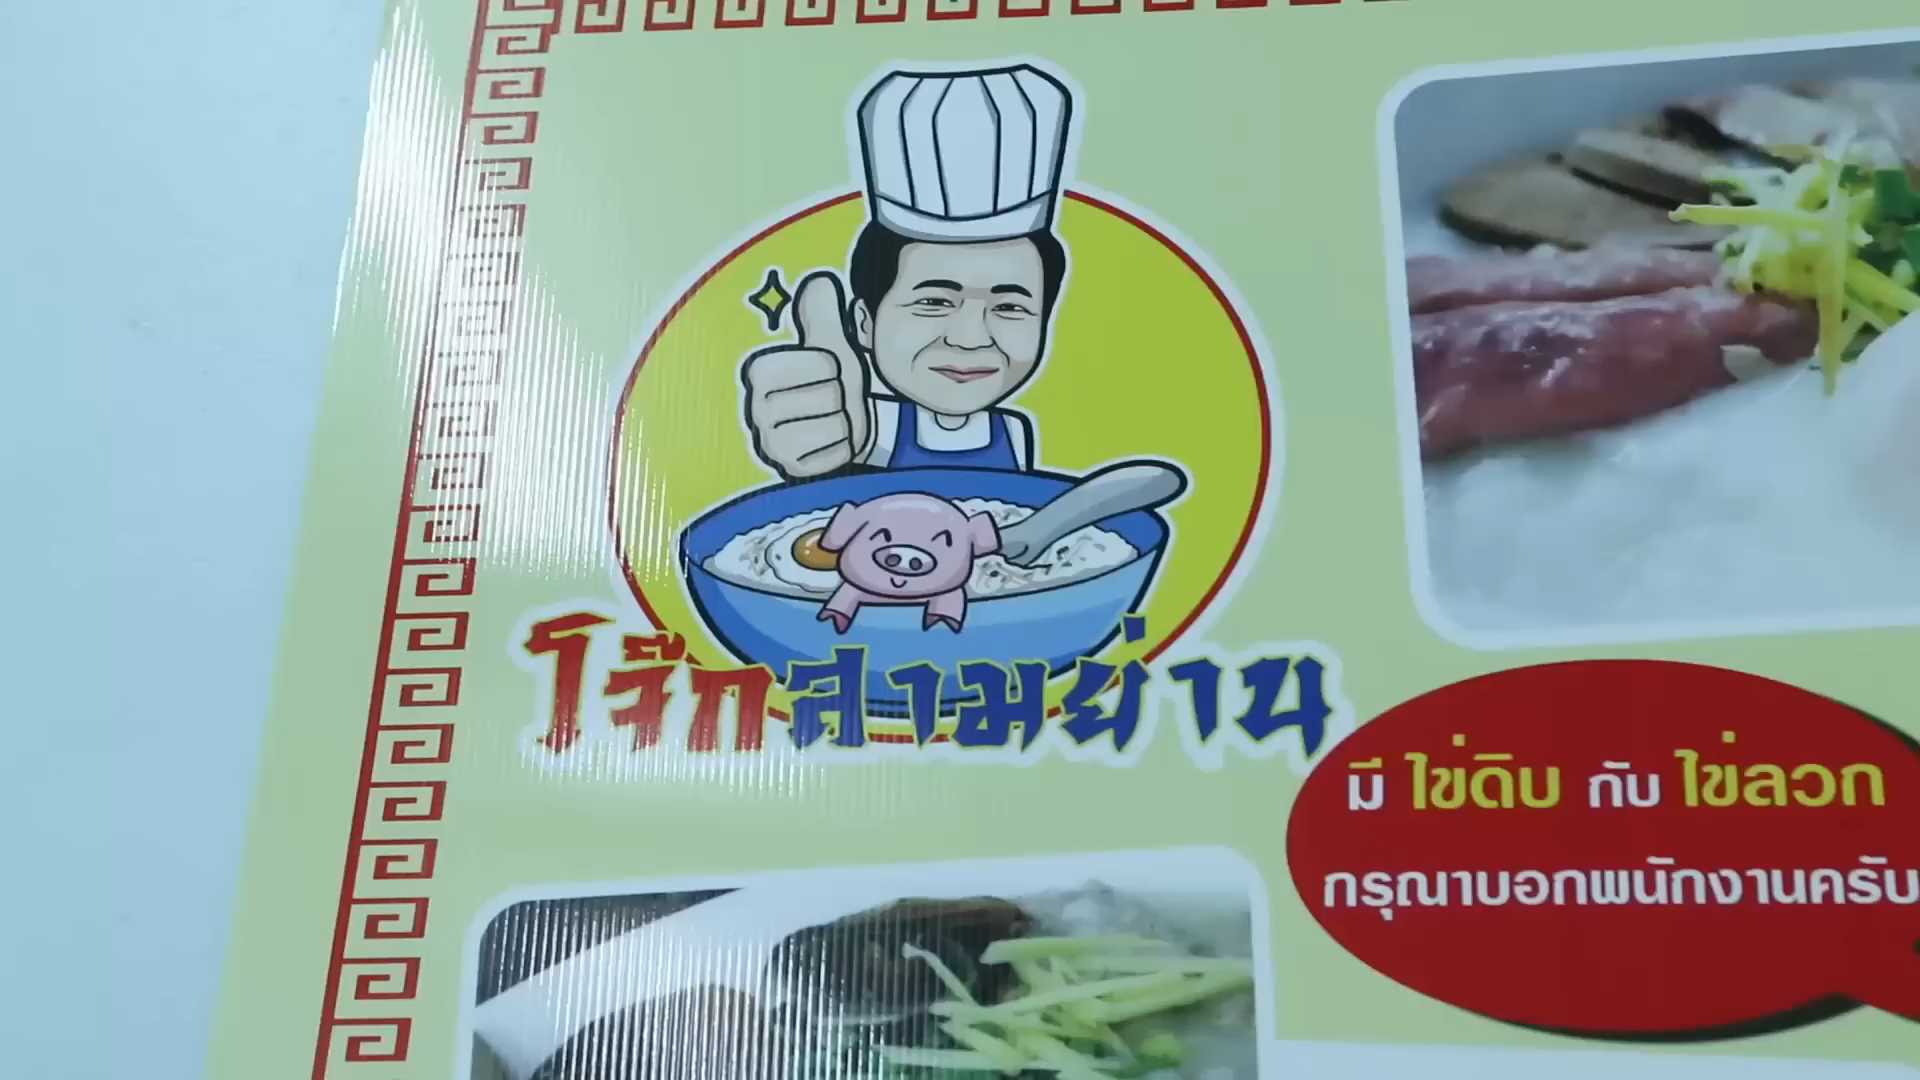 โจ๊กสามย่าน
มี ไข่ดิบ กับ ไข่ลวก
กรุณาบอกพนักงานครับ